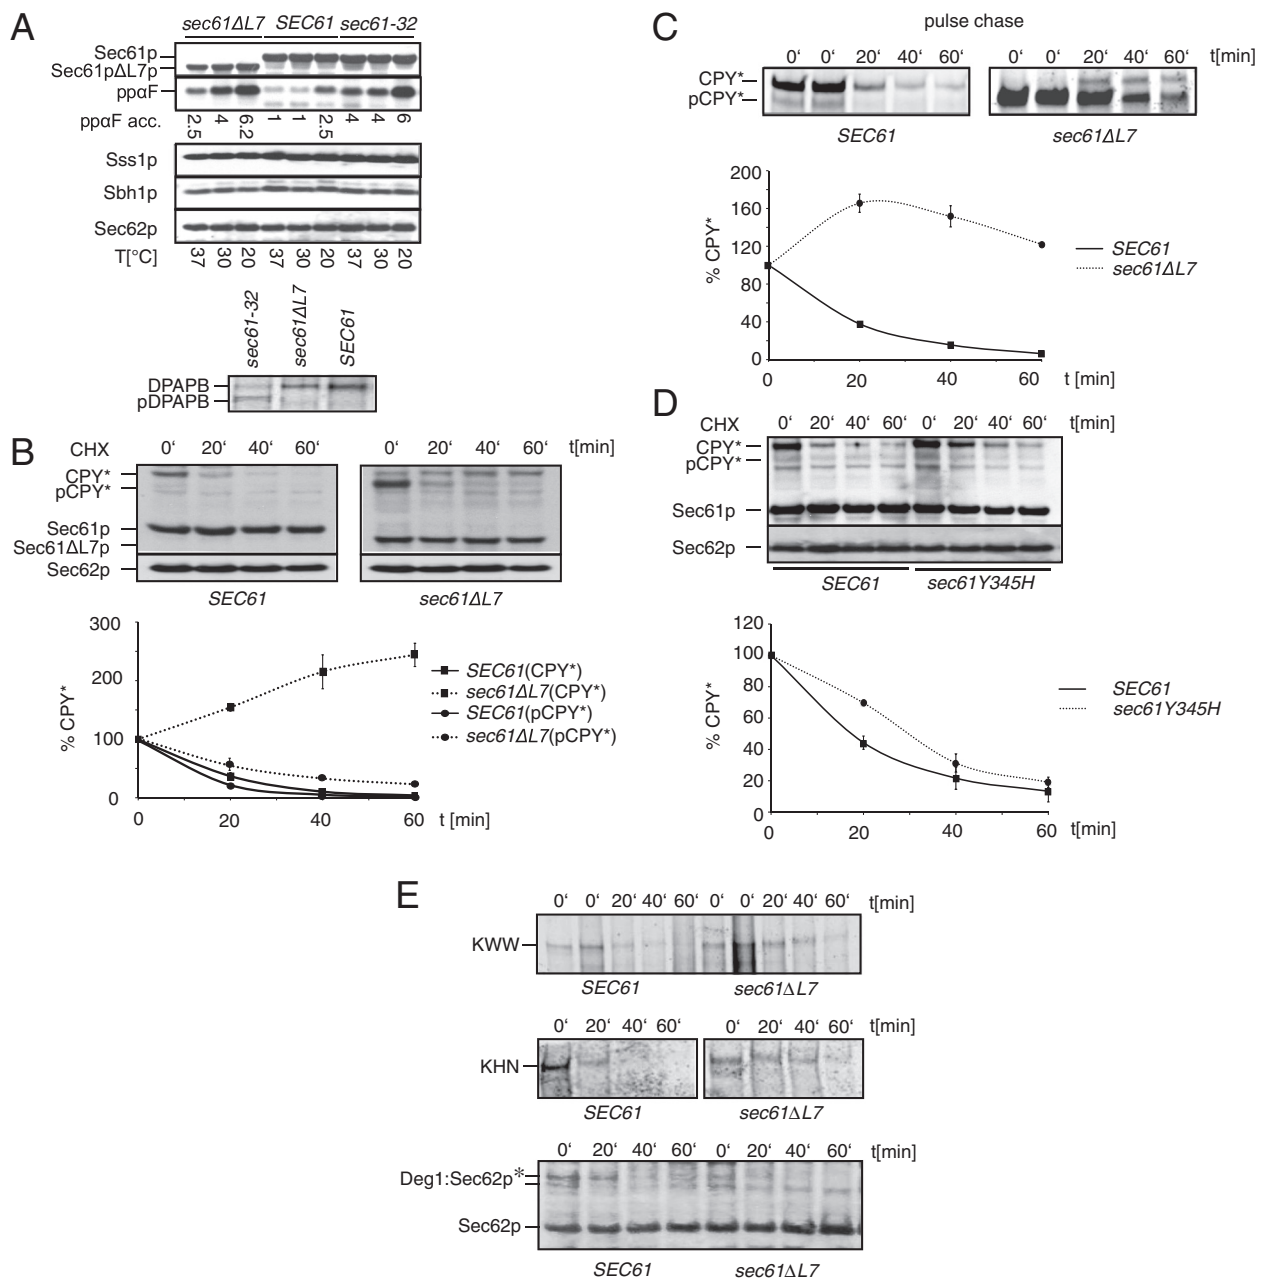 A
sec61ΔL7 SEC61 sec61-32
Sec61p
Sec61pΔL7p
ppαF
ppαF acc. 2.5 4 6.2 1 1 2.5 4 4 6
Sss1p
Sbh1p
Sec62p
T[°C] 37 30 20 37 30 20 37 30 20
sec61-32 sec61ΔL7 SEC61
DPAPB
pDPAPB
B
CHX 0‘ 20‘ 40‘ 60‘ 0‘ 20‘ 40‘ 60‘ t[min]
CPY*
pCPY*
Sec61p
Sec61ΔL7p
Sec62p
SEC61 sec61ΔL7
300
200
100
0
% CPY*
0 20 40 60 t [min]
SEC61(CPY*)
sec61ΔL7(CPY*)
SEC61(pCPY*)
sec61ΔL7(pCPY*)
C
pulse chase
0‘ 0‘ 20‘ 40‘ 60‘ 0‘ 0‘ 20‘ 40‘ 60‘ t[min]
CPY*
pCPY*
SEC61 sec61ΔL7
200
160
120
80
40
0
% CPY*
0 20 40 60 t [min]
SEC61
sec61ΔL7
D
CHX 0‘ 20‘ 40‘ 60‘ 0‘ 20‘ 40‘ 60‘ t[min]
CPY*
pCPY*
Sec61p
Sec62p
SEC61 sec61Y345H
120
100
80
60
40
20
0
% CPY*
0 20 40 60 t[min]
SEC61
sec61Y345H
E
0‘ 0‘ 20‘ 40‘ 60‘ 0‘ 0‘ 20‘ 40‘ 60‘ t[min]
KWW
SEC61 sec61ΔL7
0‘ 20‘ 40‘ 60‘ 0‘ 20‘ 40‘ 60‘ t[min]
KHN
SEC61 sec61ΔL7
0‘ 20‘ 40‘ 60‘ 0‘ 20‘ 40‘ 60‘ t[min]
Deg1:Sec62p*
Sec62p
SEC61 sec61ΔL7